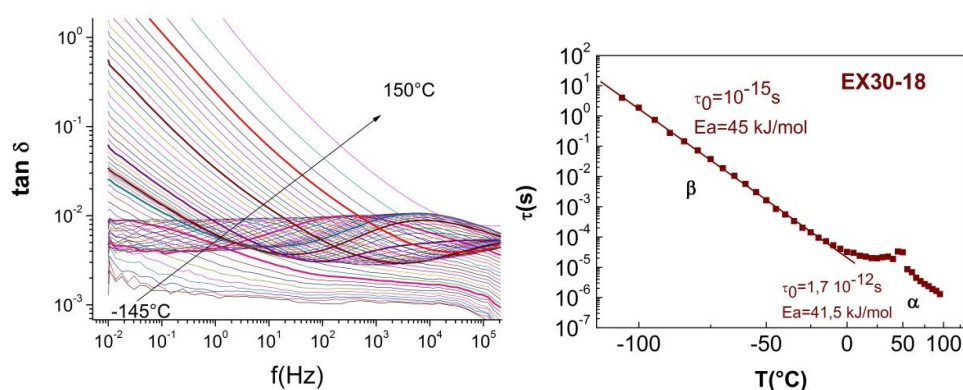 tan δ
10⁰
10⁻¹
10⁻²
10⁻³
150°C
-145°C
10⁻² 10⁻¹ 10⁰ 10¹ 10² 10³ 10⁴ 10⁵
f(Hz)
τ(s)
10²
10¹
10⁰
10⁻¹
10⁻²
10⁻³
10⁻⁴
10⁻⁵
10⁻⁶
10⁻⁷
EX30-18
τ₀=10⁻¹⁵s
Ea=45 kJ/mol
β
τ₀=1,7 10⁻¹²s
Ea=41,5 kJ/mol
α
-100 -50 0 50 100
T(°C)